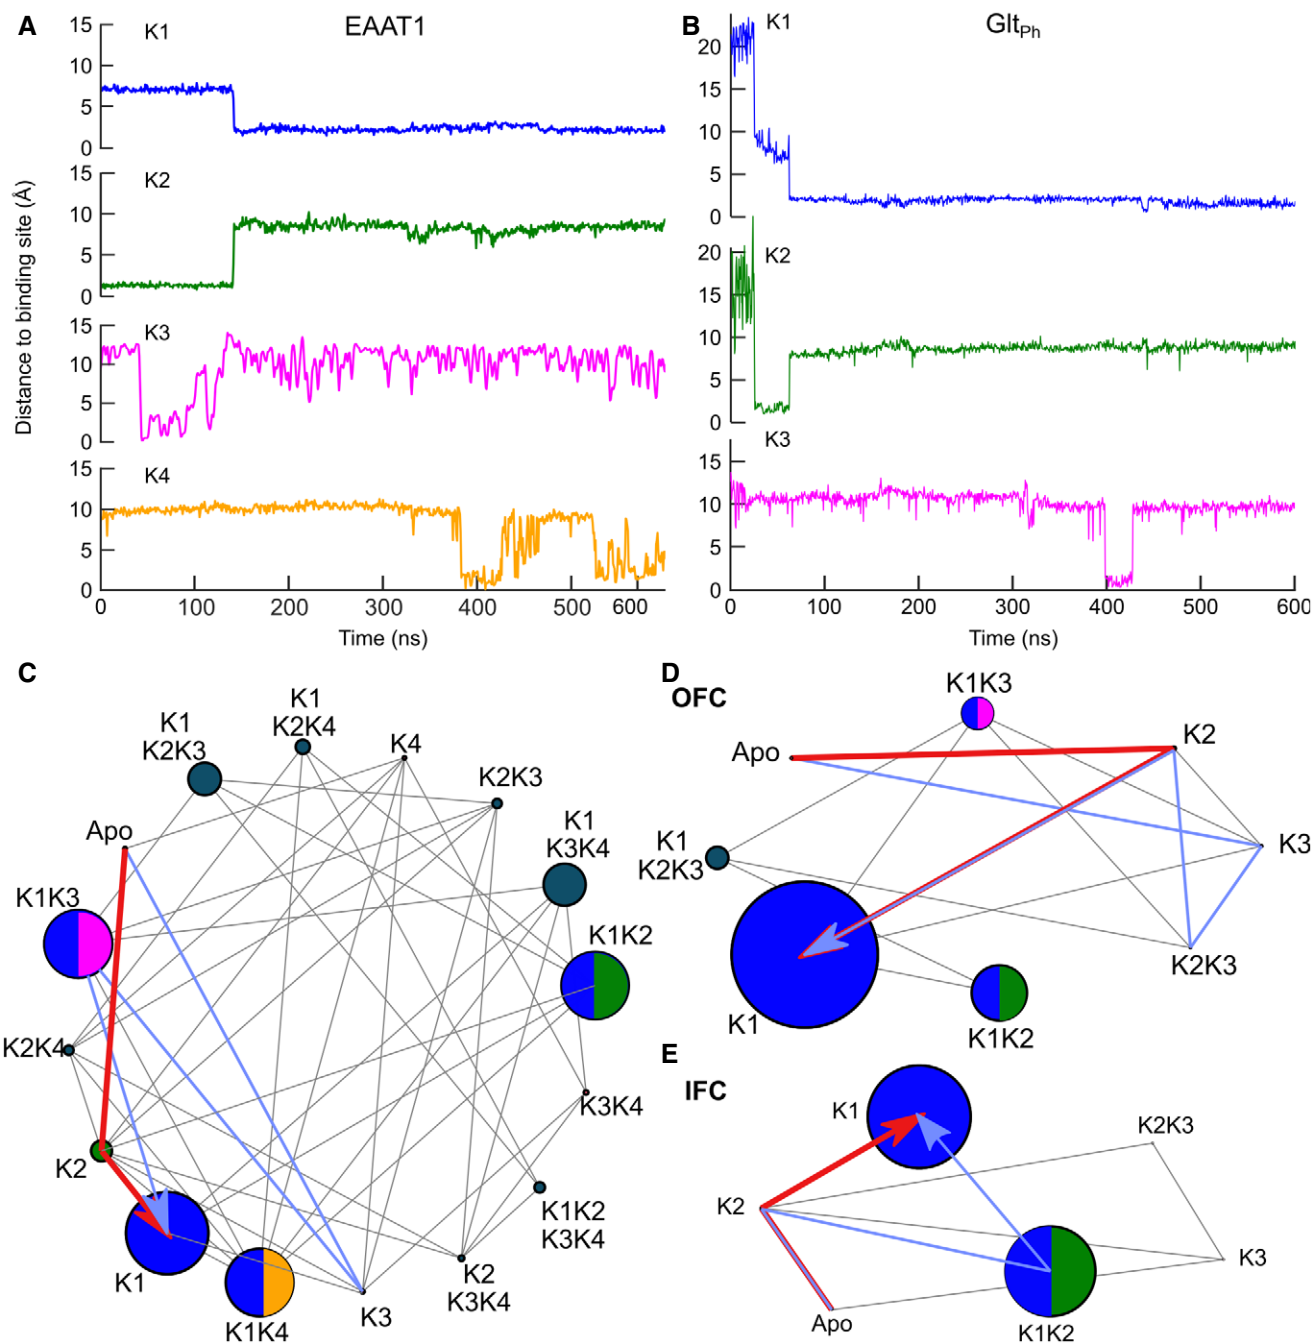 A
EAAT1
B
Glt_Ph
Distance to binding site (Å)
K1
15
10
5
0
K2
15
10
5
0
K3
15
10
5
0
K4
15
10
5
0
0 100 200 300 400 500 600
Time (ns)
K1
20
15
10
5
0
K2
20
15
10
5
0
K3
15
10
5
0
0 100 200 300 400 500 600
Time (ns)
C
K1
K2K4
K1
K2K3
K4
K2K3
Apo
K1
K3K4
K1K3
K1K2
K2K4
K3K4
K2
K1K2
K3K4
K1
K2
K3K4
K3
K1K4
D
OFC
K1K3
Apo
K2
K1
K2K3
K3
K2K3
K1
K1K2
E
IFC
K1
K2K3
K2
K3
Apo
K1K2